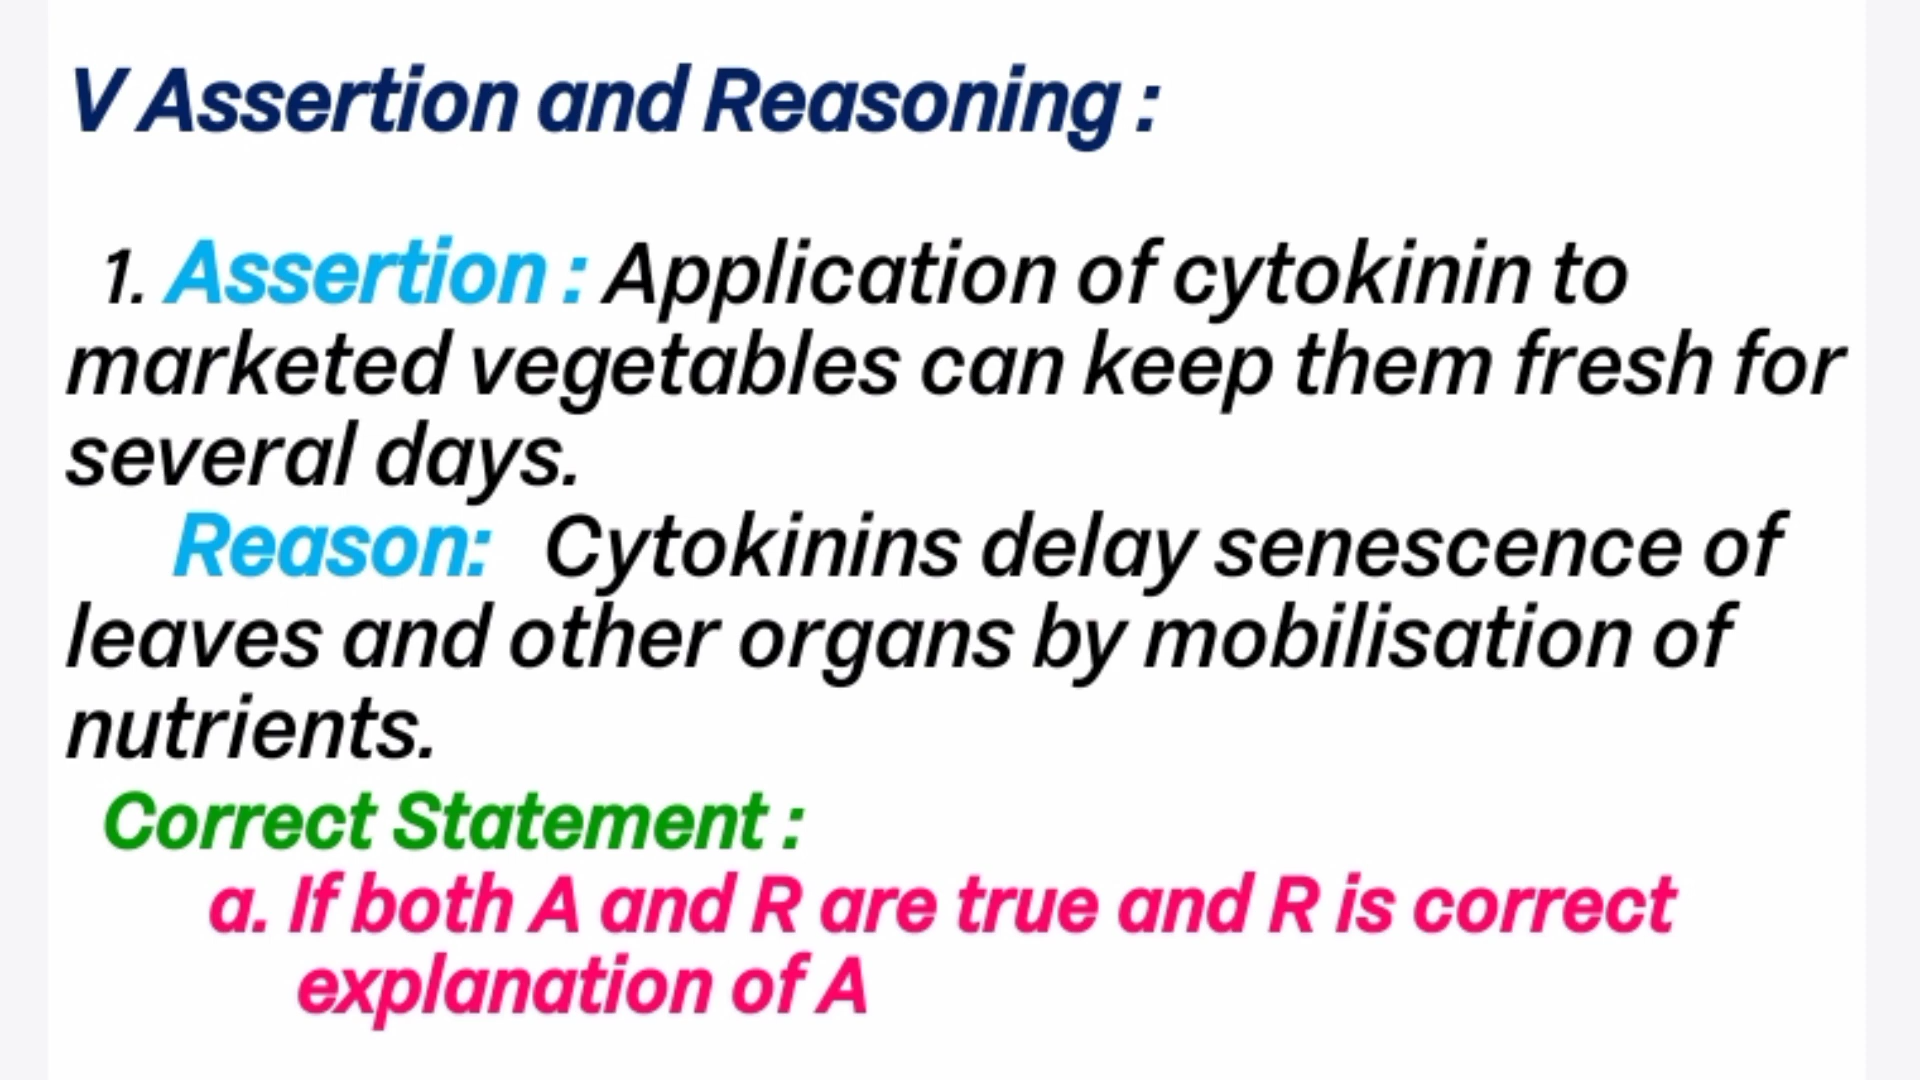 V Assertion and Reasoning :
1. Assertion : Application of cytokinin to
marketed vegetables can keep them fresh for
several days.
Reason: Cytokinins delay senescence of
leaves and other organs by mobilisation of
nutrients.
Correct Statement :
a. If both A and R are true and R is correct
explanation of A